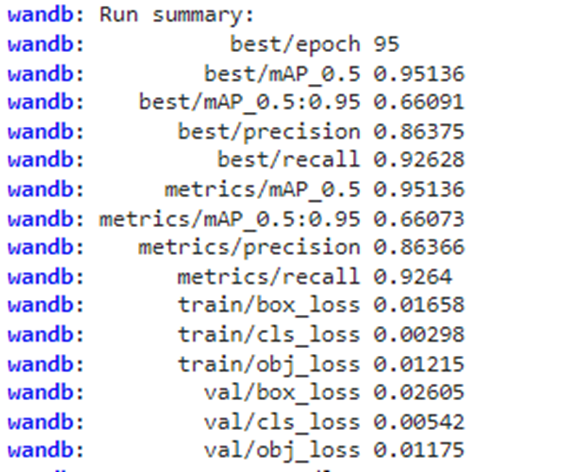 wandb: Run summary:
wandb: best/epoch 95
wandb: best/mAP_0.5 0.95136
wandb: best/mAP_0.5:0.95 0.66091
wandb: best/precision 0.86375
wandb: best/recall 0.92628
wandb: metrics/mAP_0.5 0.95136
wandb: metrics/mAP_0.5:0.95 0.66073
wandb: metrics/precision 0.86366
wandb: metrics/recall 0.9264
wandb: train/box_loss 0.01658
wandb: train/cls_loss 0.00298
wandb: train/obj_loss 0.01215
wandb: val/box_loss 0.02605
wandb: val/cls_loss 0.00542
wandb: val/obj_loss 0.01175